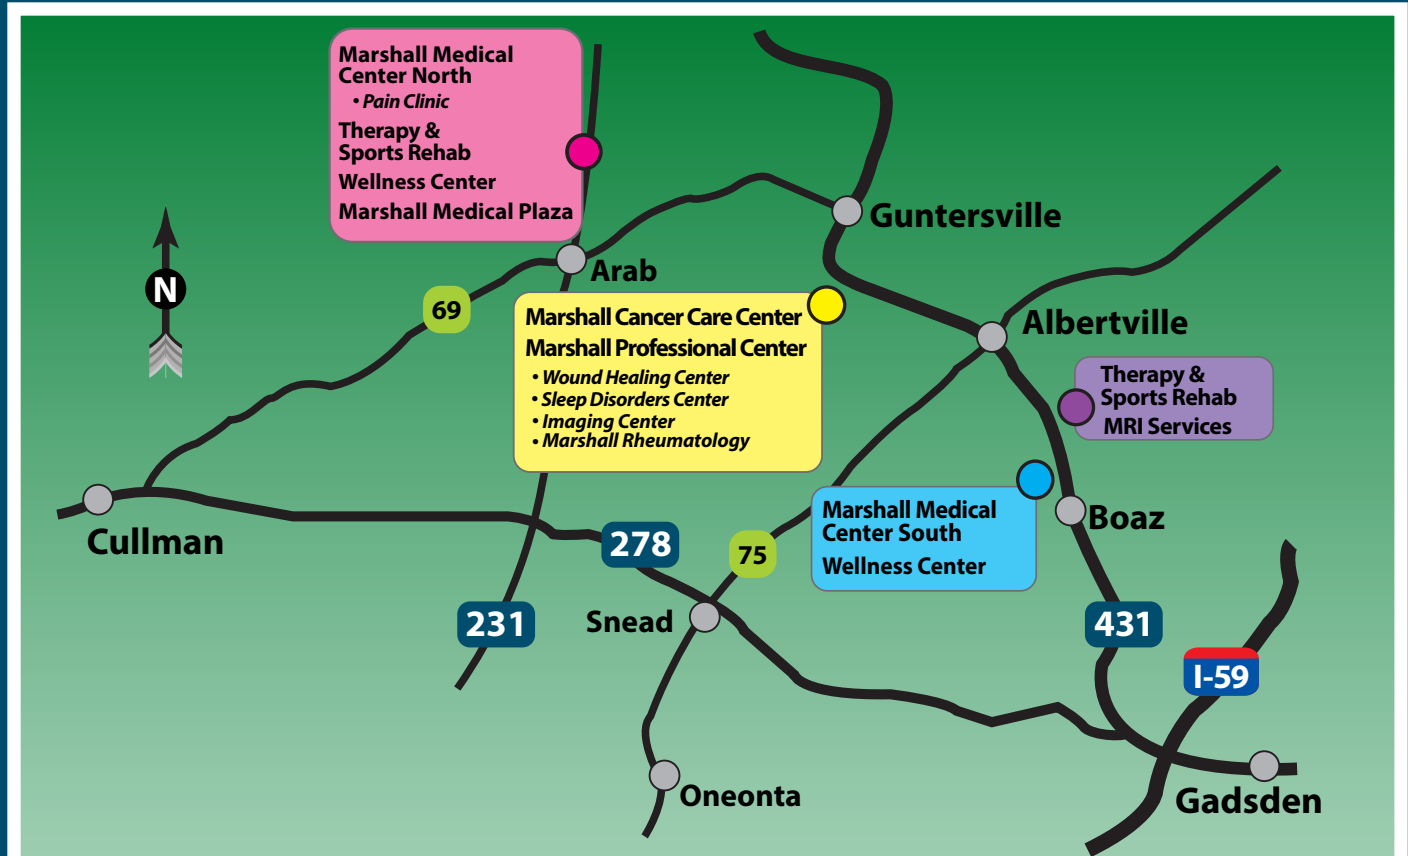 Marshall Medical
Center North
• Pain Clinic
Therapy &
Sports Rehab
Wellness Center
Marshall Medical Plaza
Guntersville
Arab
N
69
Marshall Cancer Care Center
Marshall Professional Center
• Wound Healing Center
• Sleep Disorders Center
• Imaging Center
• Marshall Rheumatology
Albertville
Therapy &
Sports Rehab
MRI Services
Marshall Medical
Center South
Wellness Center
Boaz
Cullman
278
75
231
Snead
431
I-59
Oneonta
Gadsden